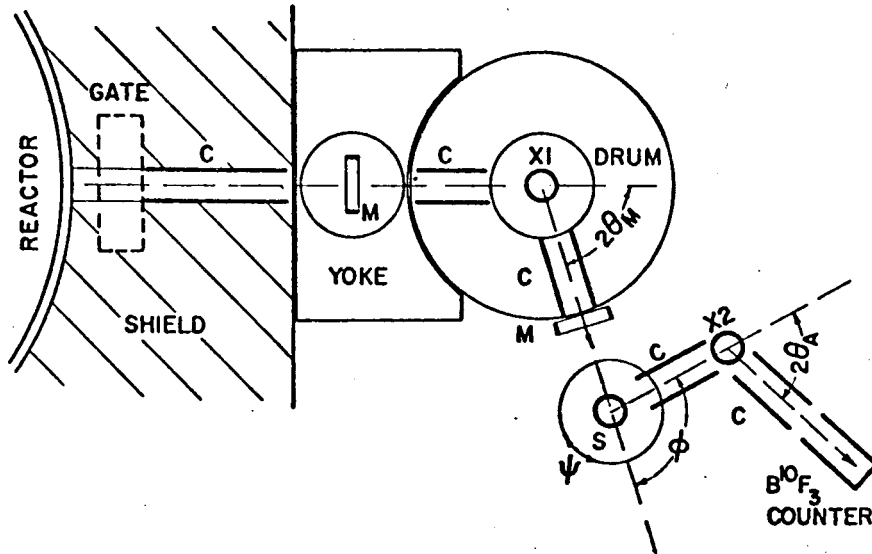 REACTOR
GATE
C
SHIELD
M
YOKE
C
X1
DRUM
2θM
C
M
X2
C
2θA
C
S
ψ
φ
B10F3
COUNTER